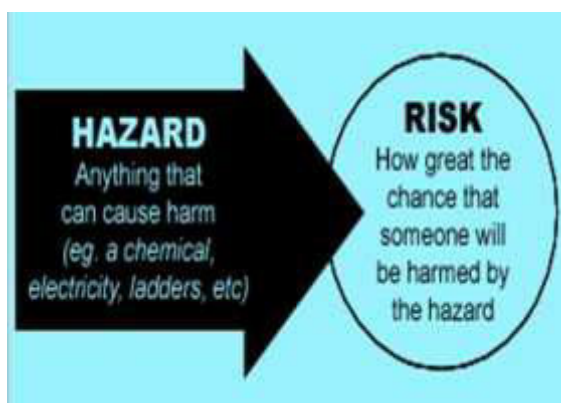 HAZARD
Anything that
can cause harm
(eg. a chemical,
electricity, ladders, etc)
RISK
How great the
chance that
someone will
be harmed by
the hazard